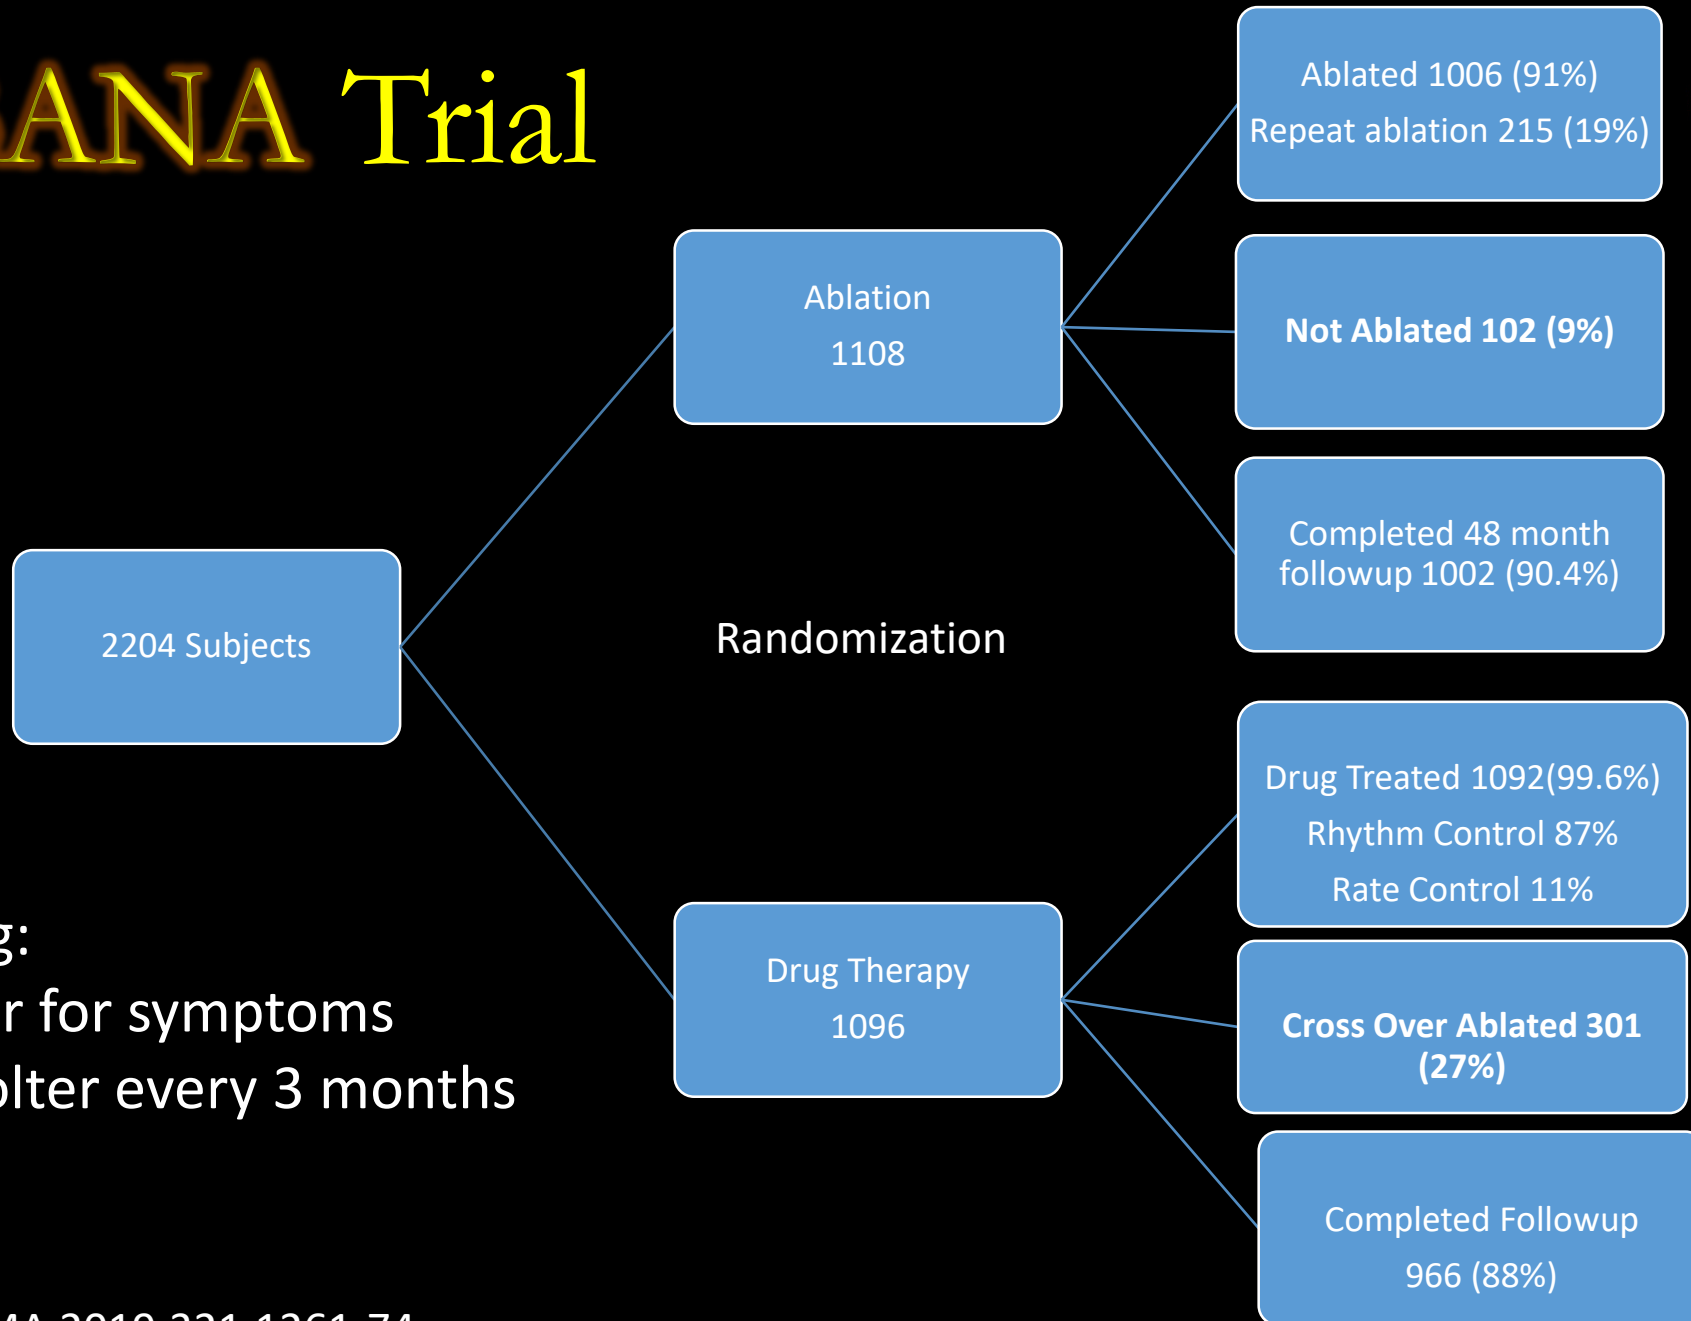 ANA Trial
Ablated 1006 (91%)
Repeat ablation 215 (19%)
Ablation
1108
Not Ablated 102 (9%)
Completed 48 month
followup 1002 (90.4%)
2204 Subjects
Randomization
Drug Treated 1092(99.6%)
Rhythm Control 87%
Rate Control 11%
Drug Therapy
1096
Cross Over Ablated 301
(27%)
Completed Followup
966 (88%)
g:
r for symptoms
olter every 3 months